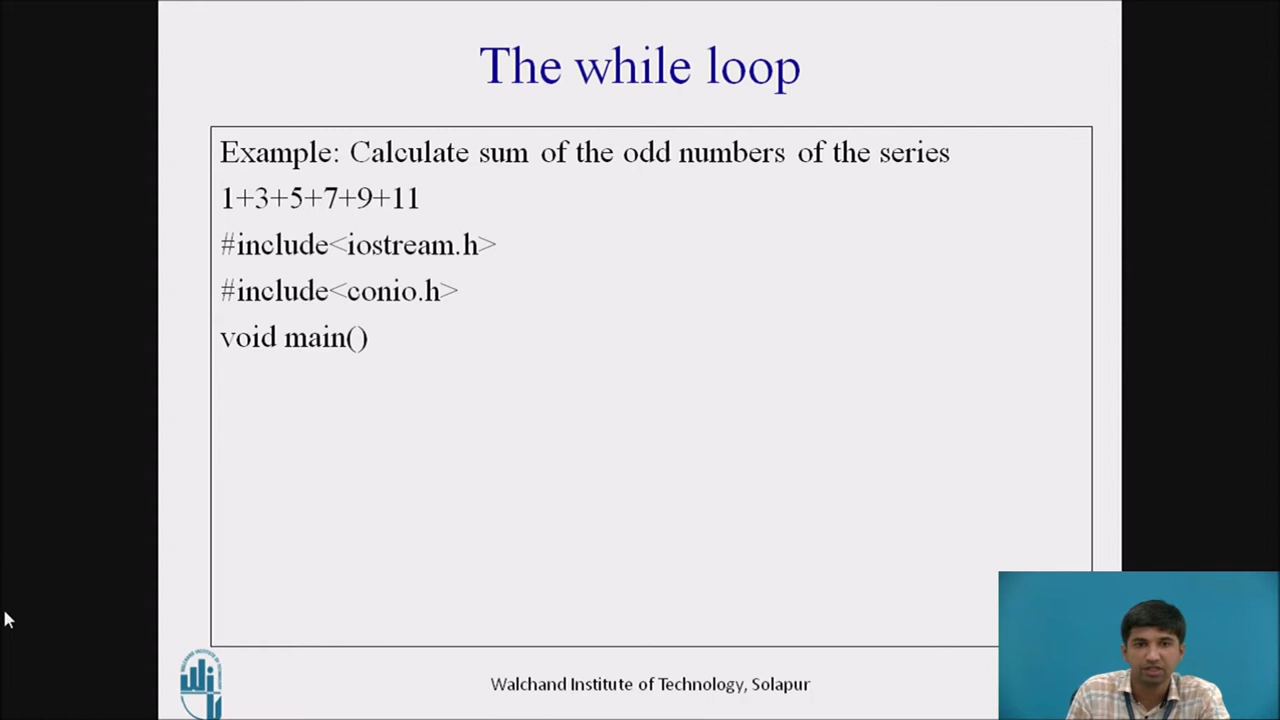 The while loop
Example: Calculate sum of the odd numbers of the series
1+3+5+7+9+11
#include<iostream.h>
#include<conio.h>
void main()
Walchand Institute of Technology, Solapur